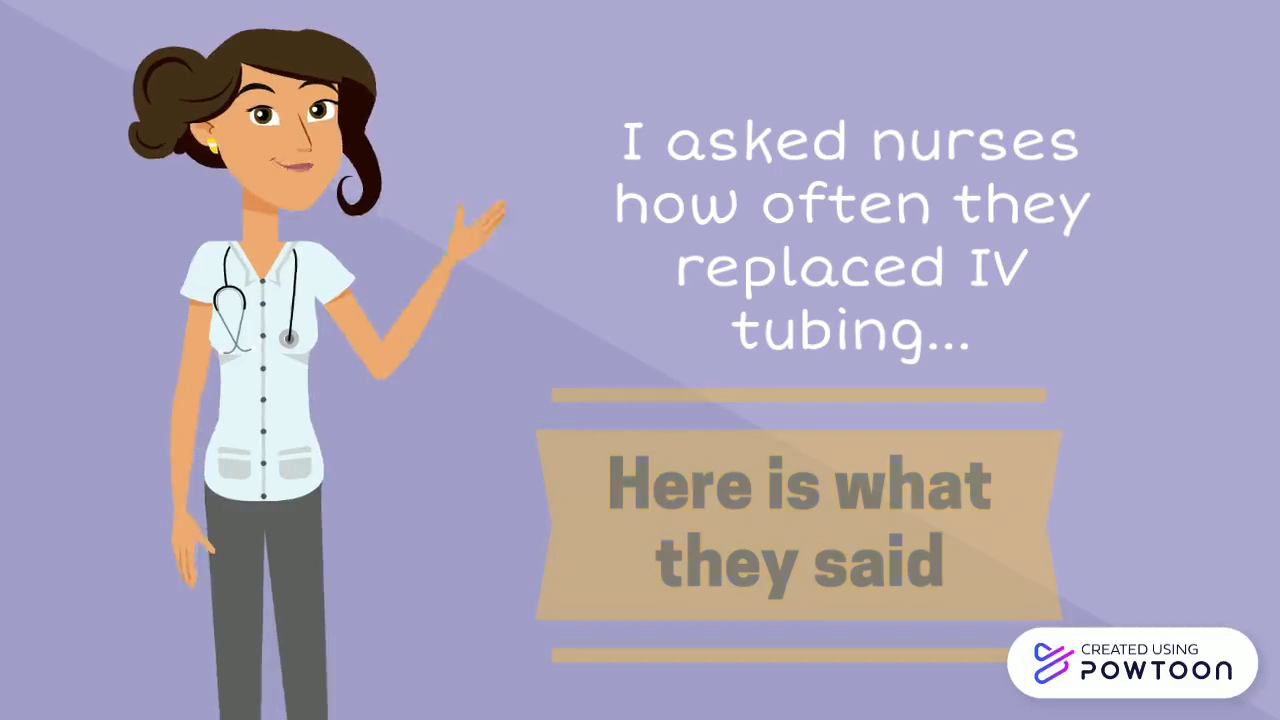 I asked nurses
how often they
replaced IV
tubing...
Here is what
they said
CREATED USING
POWTOON